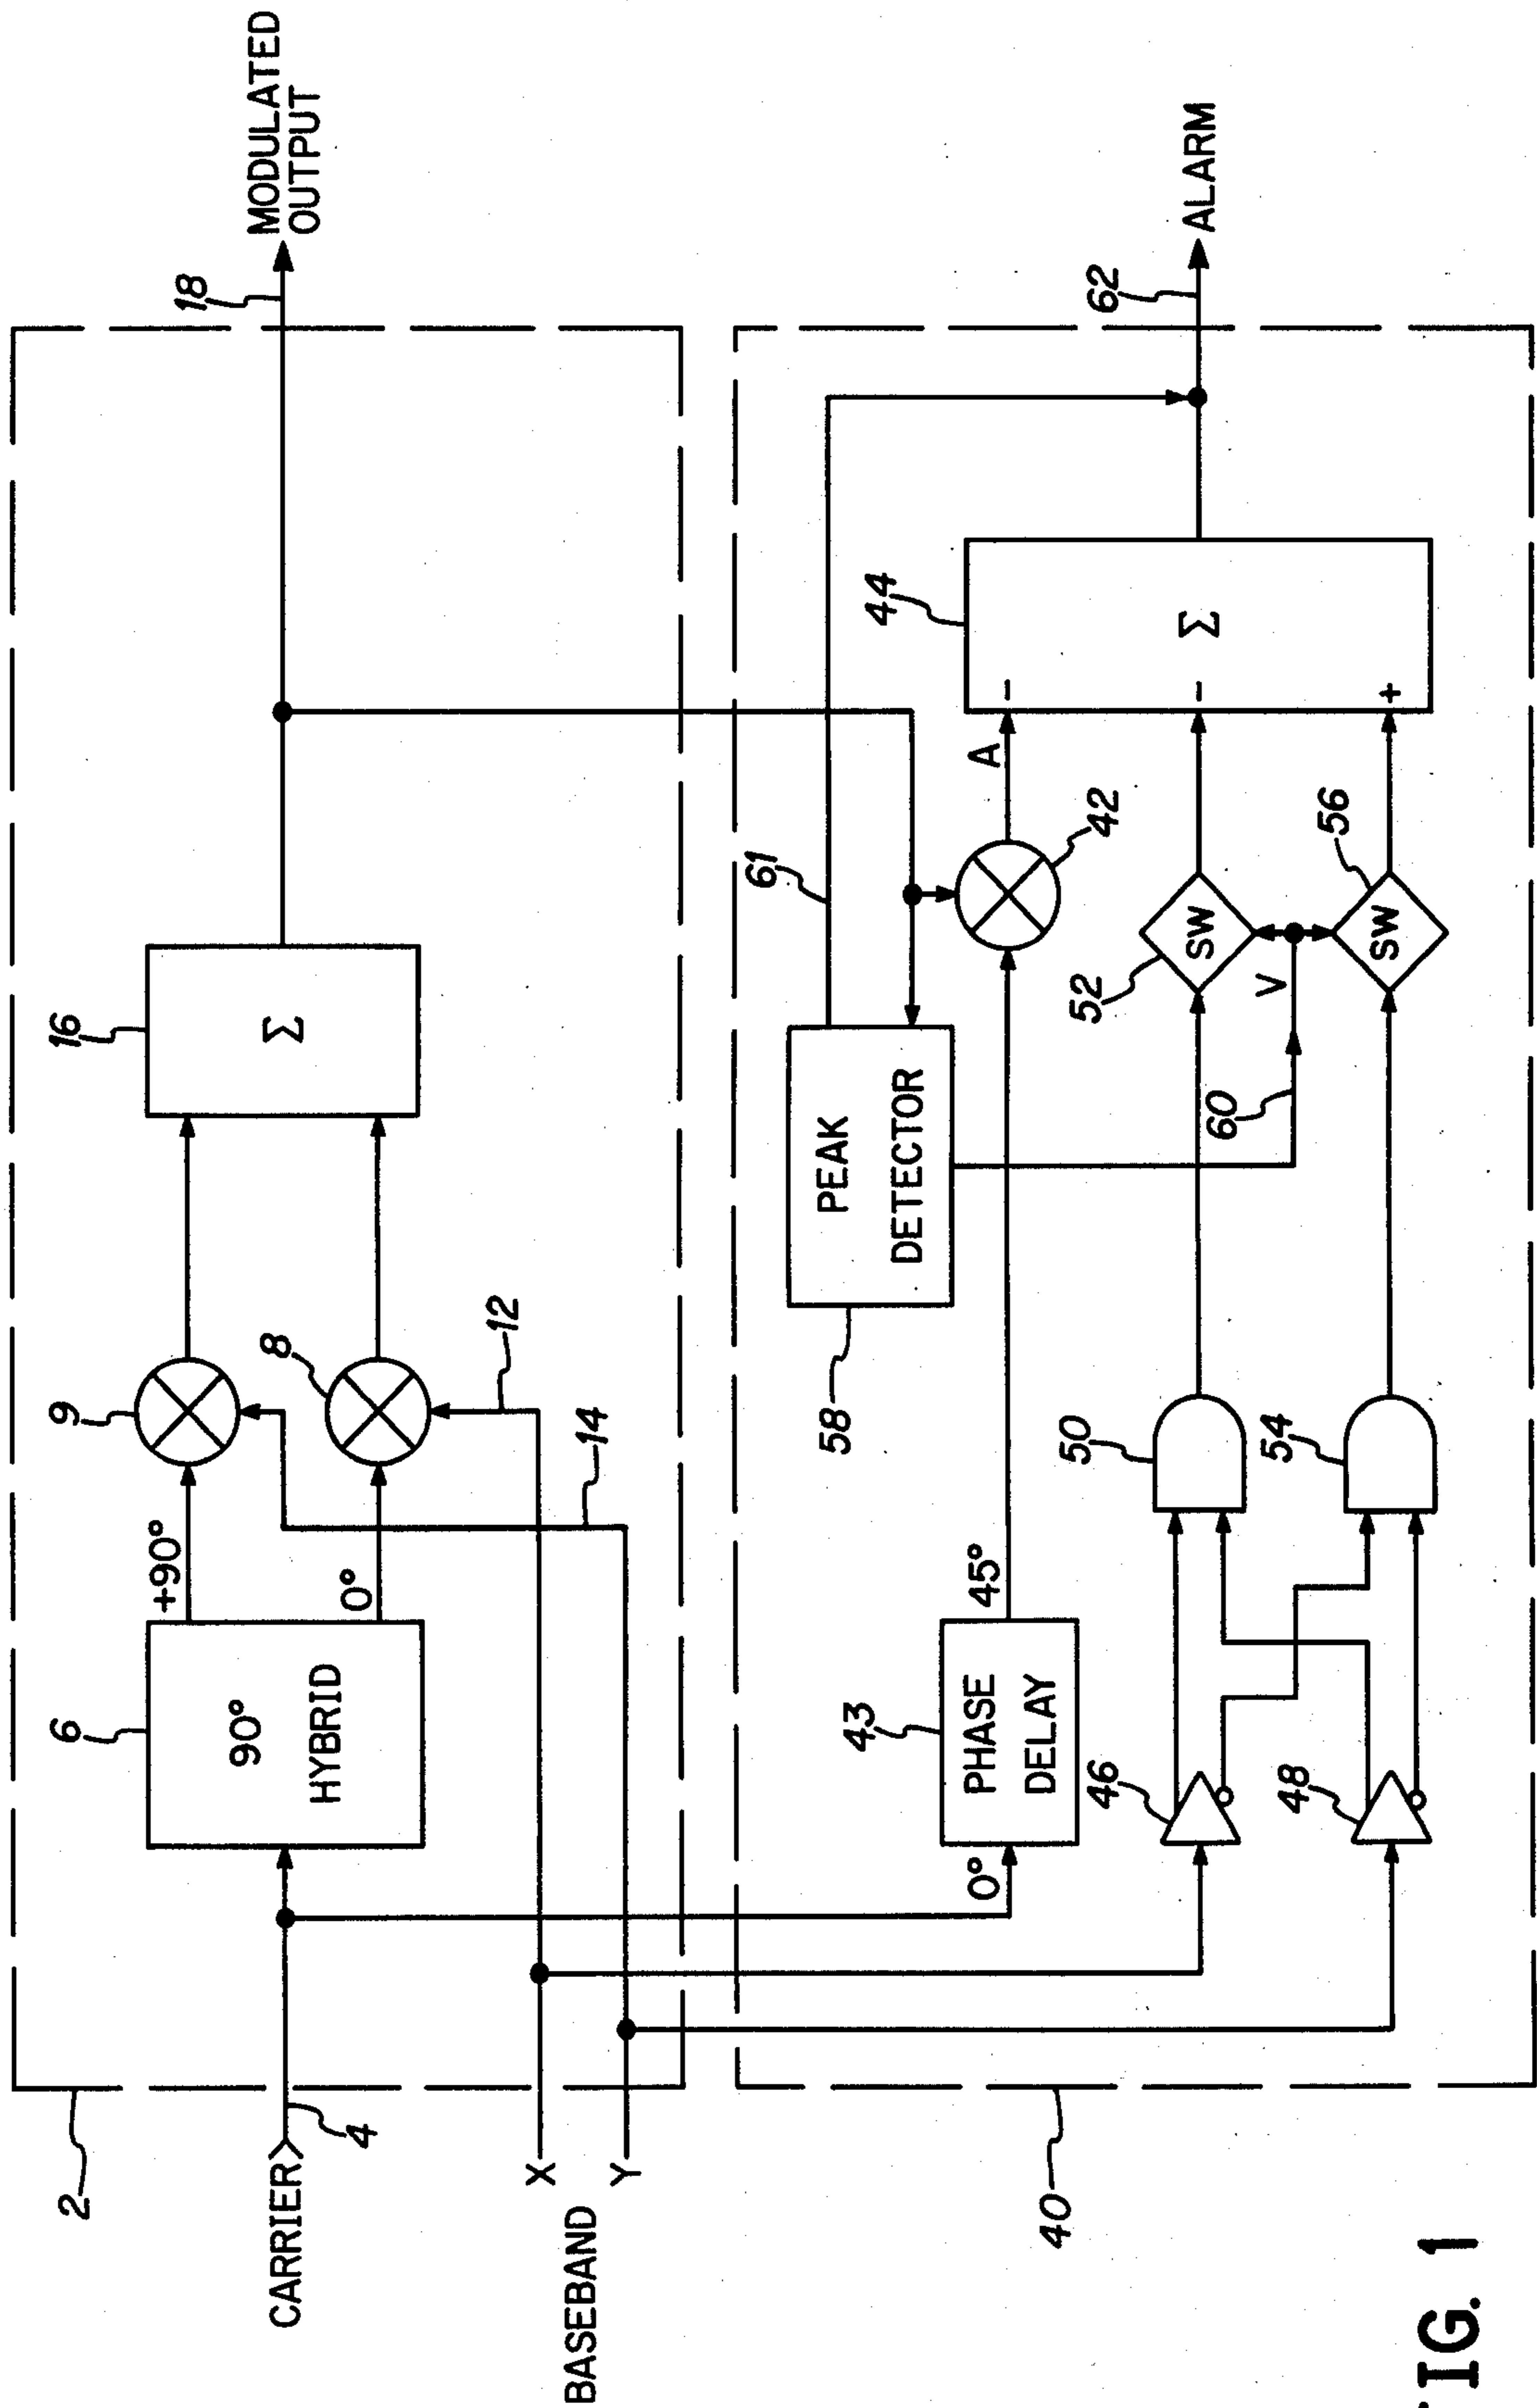 2
CARRIER
4
X
BASEBAND
Y
6
90°
HYBRID
+90°
0°
9
8
12
14
16
Σ
18
MODULATED
OUTPUT
40
0°
43
PHASE
DELAY
45°
46
48
50
54
58
PEAK
DETECTOR
61
60
V
52
SW
56
SW
42
A
44
-
-
+
Σ
62
ALARM
IG. 1